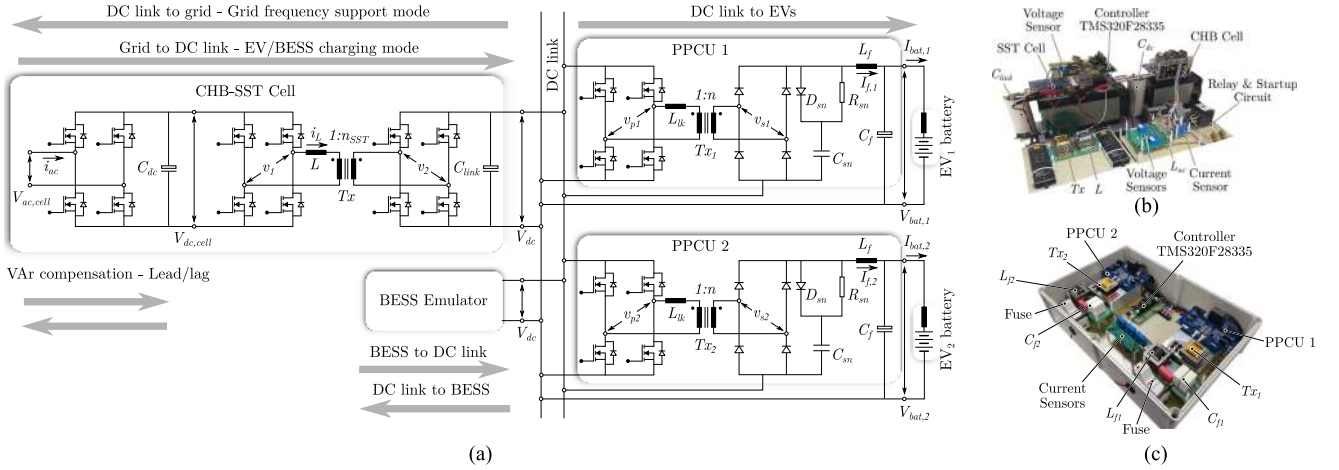 DC link to grid - Grid frequency support mode
Grid to DC link - EV/BESS charging mode
CHB-SST Cell
i_ac
V_ac,cell
C_dc
V_dc,cell
v_1
i_L
L
1:n_SST
Tx
v_2
C_link
V_dc
VAr compensation - Lead/lag
BESS Emulator
V_dc
BESS to DC link
DC link to BESS
DC link
DC link to EVs
PPCU 1
v_p1
L_lk
1:n
Tx_1
v_s1
D_sn
R_sn
C_sn
L_f
I_f,1
C_f
I_bat,1
V_bat,1
EV_1 battery
PPCU 2
v_p2
L_lk
1:n
Tx_2
v_s2
D_sn
R_sn
C_sn
L_f
I_f,2
C_f
I_bat,2
V_bat,2
EV_2 battery
(a)
Voltage
Sensor
Controller
TMS320F28335
SST Cell
C_dc
CHB Cell
C_link
Relay & Startup
Circuit
Tx
L
Voltage
Sensors
L_ac
Current
Sensor
(b)
PPCU 2
Controller
TMS320F28335
Tx_2
L_f2
Fuse
C_f2
PPCU 1
Current
Sensors
L_f1
Fuse
C_f1
Tx_1
(c)